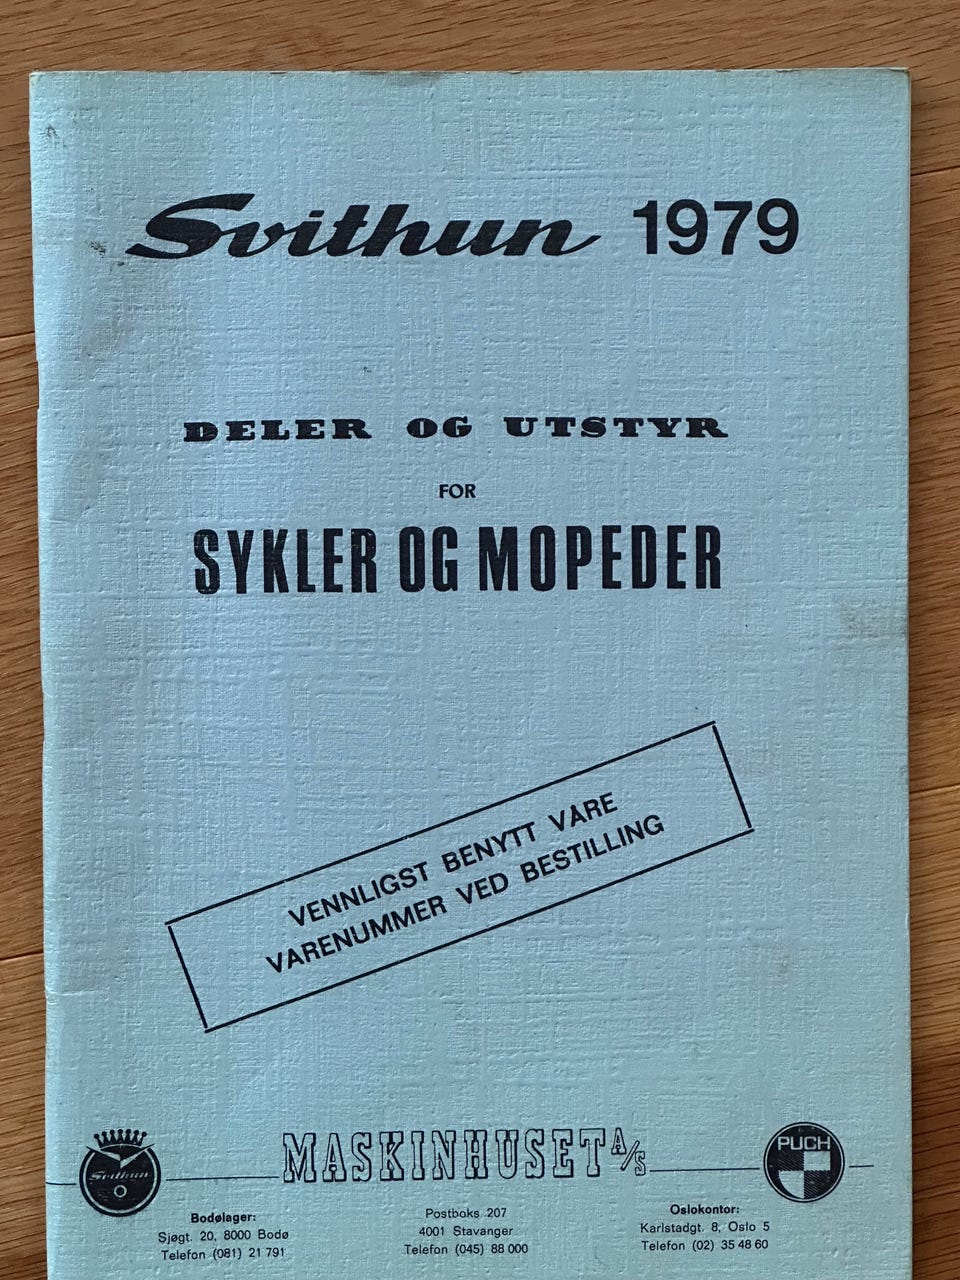 Svithun 1979
DELER OG UTSTYR
FOR
SYKLER OG MOPEDER
VENNLIGST BENYTT VÅRE
VARENUMMER VED BESTILLING
MASKINHUSET A/S
Svithun
PUCH
Bodølager:
Sjøgt. 20, 8000 Bodø
Telefon (081) 21 791
Postboks 207
4001 Stavanger
Telefon (045) 88 000
Oslokontor:
Karlstadgt. 8, Oslo 5
Telefon (02) 35 48 60